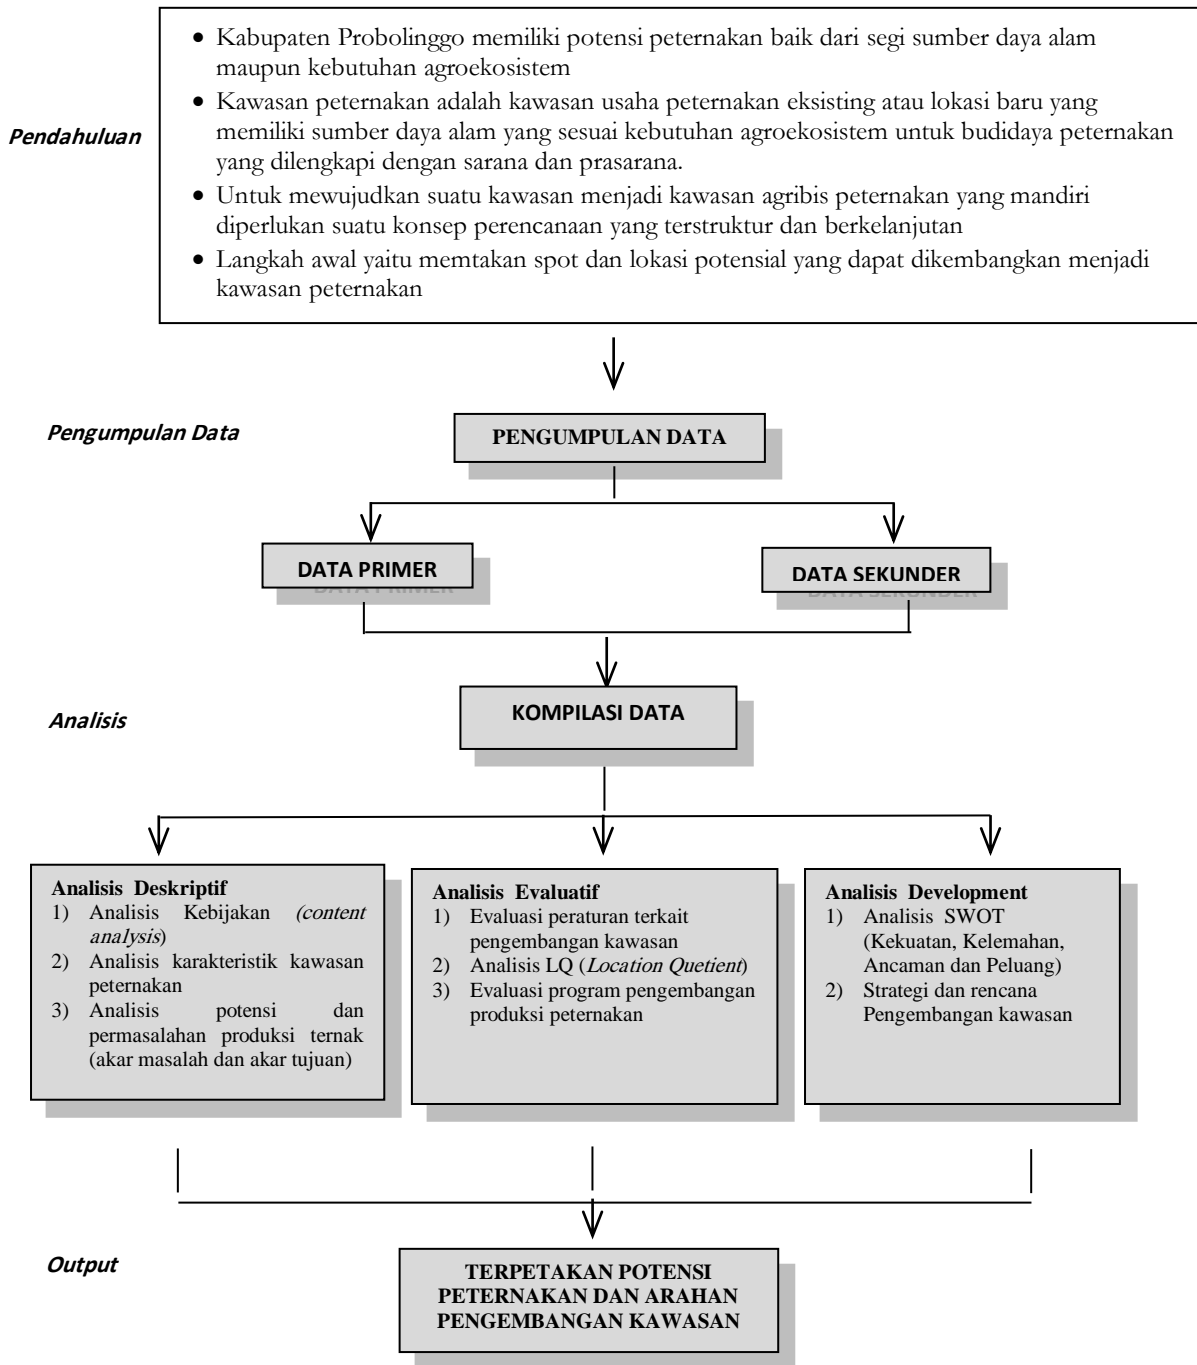 • Kabupaten Probolinggo memiliki potensi peternakan baik dari segi sumber daya alam
maupun kebutuhan agroekosistem
• Kawasan peternakan adalah kawasan usaha peternakan eksisting atau lokasi baru yang
memiliki sumber daya alam yang sesuai kebutuhan agroekosistem untuk budidaya peternakan
yang dilengkapi dengan sarana dan prasarana.
• Untuk mewujudkan suatu kawasan menjadi kawasan agribis peternakan yang mandiri
diperlukan suatu konsep perencanaan yang terstruktur dan berkelanjutan
• Langkah awal yaitu memtakan spot dan lokasi potensial yang dapat dikembangkan menjadi
kawasan peternakan
Pendahuluan
Pengumpulan Data
PENGUMPULAN DATA
DATA PRIMER
DATA SEKUNDER
Analisis
KOMPILASI DATA
Analisis Deskriptif
1) Analisis Kebijakan (content
analysis)
2) Analisis karakteristik kawasan
peternakan
3) Analisis potensi dan
permasalahan produksi ternak
(akar masalah dan akar tujuan)
Analisis Evaluatif
1) Evaluasi peraturan terkait
pengembangan kawasan
2) Analisis LQ (Location Quetient)
3) Evaluasi program pengembangan
produksi peternakan
Analisis Development
1) Analisis SWOT
(Kekuatan, Kelemahan,
Ancaman dan Peluang)
2) Strategi dan rencana
Pengembangan kawasan
Output
TERPETAKAN POTENSI
PETERNAKAN DAN ARAHAN
PENGEMBANGAN KAWASAN